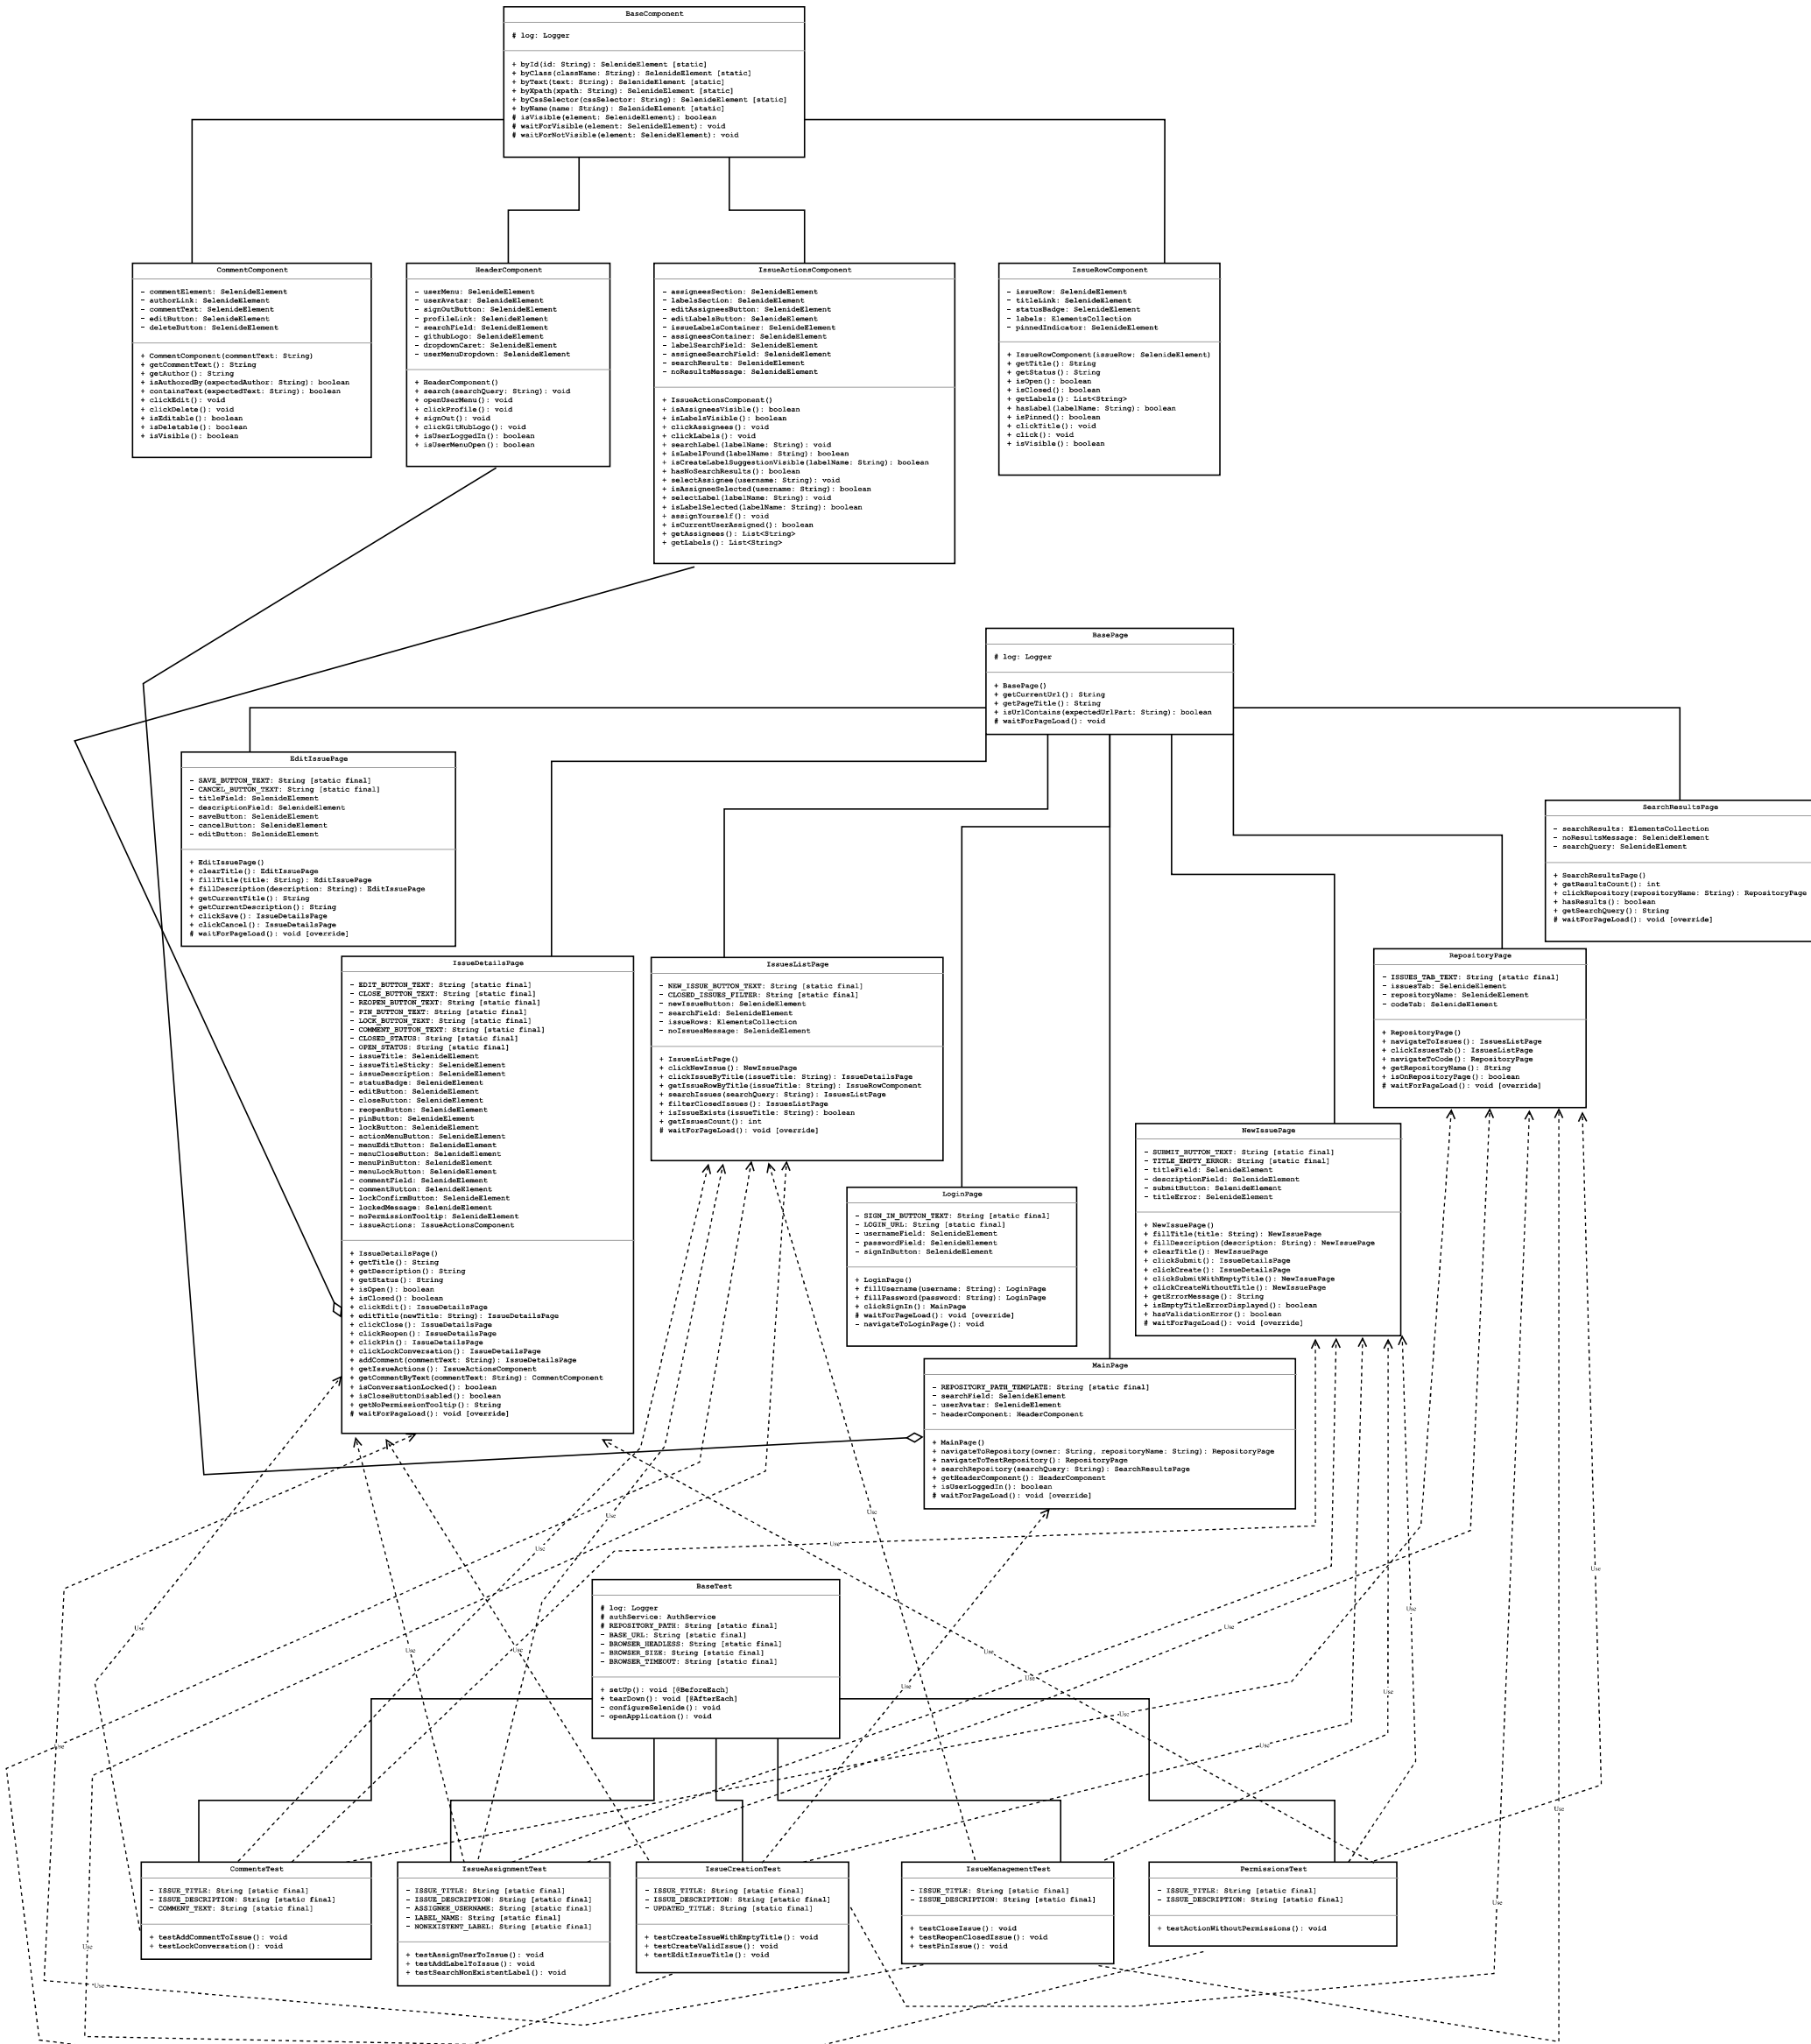 BaseComponent
# log: Logger
+ byId(id: String): SelenideElement [static]
+ byClass(className: String): SelenideElement [static]
+ byText(text: String): SelenideElement [static]
+ byXpath(xpath: String): SelenideElement [static]
+ byCssSelector(cssSelector: String): SelenideElement [static]
+ byName(name: String): SelenideElement [static]
# isVisible(element: SelenideElement): boolean
# waitForVisible(element: SelenideElement): void
# waitForNotVisible(element: SelenideElement): void
CommentComponent
- commentElement: SelenideElement
- authorLink: SelenideElement
- commentText: SelenideElement
- editButton: SelenideElement
- deleteButton: SelenideElement
+ CommentComponent(commentText: String)
+ getCommentText(): String
+ getAuthor(): String
+ isAuthoredBy(expectedAuthor: String): boolean
+ containsText(expectedText: String): boolean
+ clickEdit(): void
+ clickDelete(): void
+ isEditable(): boolean
+ isDeletable(): boolean
+ isVisible(): boolean
HeaderComponent
- userMenu: SelenideElement
- userAvatar: SelenideElement
- signOutButton: SelenideElement
- profileLink: SelenideElement
- searchField: SelenideElement
- githubLogo: SelenideElement
- dropdownCaret: SelenideElement
- userMenuDropdown: SelenideElement
+ HeaderComponent()
+ search(searchQuery: String): void
+ openUserMenu(): void
+ clickProfile(): void
+ signOut(): void
+ clickGitHubLogo(): void
+ isUserLoggedIn(): boolean
+ isUserMenuOpen(): boolean
IssueActionsComponent
- assigneesSection: SelenideElement
- labelsSection: SelenideElement
- editAssigneesButton: SelenideElement
- editLabelsButton: SelenideElement
- issueLabelsContainer: SelenideElement
- assigneesContainer: SelenideElement
- labelSearchField: SelenideElement
- assigneeSearchField: SelenideElement
- searchResults: SelenideElement
- noResultsMessage: SelenideElement
+ IssueActionsComponent()
+ isAssigneesVisible(): boolean
+ isLabelsVisible(): boolean
+ clickAssignees(): void
+ clickLabels(): void
+ searchLabel(labelName: String): void
+ isLabelFound(labelName: String): boolean
+ isCreateLabelSuggestionVisible(labelName: String): boolean
+ hasNoSearchResults(): boolean
+ selectAssignee(username: String): void
+ isAssigneeSelected(username: String): boolean
+ selectLabel(labelName: String): void
+ isLabelSelected(labelName: String): boolean
+ assignYourself(): void
+ isCurrentUserAssigned(): boolean
+ getAssignees(): List<String>
+ getLabels(): List<String>
IssueRowComponent
- issueRow: SelenideElement
- titleLink: SelenideElement
- statusBadge: SelenideElement
- labels: ElementsCollection
- pinnedIndicator: SelenideElement
+ IssueRowComponent(issueRow: SelenideElement)
+ getTitle(): String
+ getStatus(): String
+ isOpen(): boolean
+ isClosed(): boolean
+ getLabels(): List<String>
+ hasLabel(labelName: String): boolean
+ isPinned(): boolean
+ clickTitle(): void
+ click(): void
+ isVisible(): boolean
BasePage
# log: Logger
+ BasePage()
+ getCurrentUrl(): String
+ getPageTitle(): String
+ isUrlContains(expectedUrlPart: String): boolean
# waitForPageLoad(): void
EditIssuePage
- SAVE_BUTTON_TEXT: String [static final]
- CANCEL_BUTTON_TEXT: String [static final]
- titleField: SelenideElement
- descriptionField: SelenideElement
- saveButton: SelenideElement
- cancelButton: SelenideElement
- editButton: SelenideElement
+ EditIssuePage()
+ clearTitle(): EditIssuePage
+ fillTitle(title: String): EditIssuePage
+ fillDescription(description: String): EditIssuePage
+ getCurrentTitle(): String
+ getCurrentDescription(): String
+ clickSave(): IssueDetailsPage
+ clickCancel(): IssueDetailsPage
# waitForPageLoad(): void [override]
SearchResultsPage
- searchResults: ElementsCollection
- noResultsMessage: SelenideElement
- searchQuery: SelenideElement
+ SearchResultsPage()
+ getResultsCount(): int
+ clickRepository(repositoryName: String): RepositoryPage
+ hasResults(): boolean
+ getSearchQuery(): String
# waitForPageLoad(): void [override]
IssueDetailsPage
- EDIT_BUTTON_TEXT: String [static final]
- CLOSE_BUTTON_TEXT: String [static final]
- REOPEN_BUTTON_TEXT: String [static final]
- PIN_BUTTON_TEXT: String [static final]
- LOCK_BUTTON_TEXT: String [static final]
- COMMENT_BUTTON_TEXT: String [static final]
- CLOSED_STATUS: String [static final]
- OPEN_STATUS: String [static final]
- issueTitle: SelenideElement
- issueTitleSticky: SelenideElement
- issueDescription: SelenideElement
- statusBadge: SelenideElement
- editButton: SelenideElement
- closeButton: SelenideElement
- reopenButton: SelenideElement
- pinButton: SelenideElement
- lockButton: SelenideElement
- actionMenuButton: SelenideElement
- menuEditButton: SelenideElement
- menuCloseButton: SelenideElement
- menuPinButton: SelenideElement
- menuLockButton: SelenideElement
- commentField: SelenideElement
- commentButton: SelenideElement
- lockConfirmButton: SelenideElement
- lockedMessage: SelenideElement
- noPermissionTooltip: SelenideElement
- issueActions: IssueActionsComponent
+ IssueDetailsPage()
+ getTitle(): String
+ getDescription(): String
+ getStatus(): String
+ isOpen(): boolean
+ isClosed(): boolean
+ clickEdit(): IssueDetailsPage
+ editTitle(newTitle: String): IssueDetailsPage
+ clickClose(): IssueDetailsPage
+ clickReopen(): IssueDetailsPage
+ clickPin(): IssueDetailsPage
+ clickLockConversation(): IssueDetailsPage
+ addComment(commentText: String): IssueDetailsPage
+ getIssueActions(): IssueActionsComponent
+ getCommentByText(commentText: String): CommentComponent
+ isConversationLocked(): boolean
+ isCloseButtonDisabled(): boolean
+ getNoPermissionTooltip(): String
# waitForPageLoad(): void [override]
IssuesListPage
- NEW_ISSUE_BUTTON_TEXT: String [static final]
- CLOSED_ISSUES_FILTER: String [static final]
- newIssueButton: SelenideElement
- searchField: SelenideElement
- issueRows: ElementsCollection
- noIssuesMessage: SelenideElement
+ IssuesListPage()
+ clickNewIssue(): NewIssuePage
+ clickIssueByTitle(issueTitle: String): IssueDetailsPage
+ getIssueRowByTitle(issueTitle: String): IssueRowComponent
+ searchIssues(searchQuery: String): IssuesListPage
+ filterClosedIssues(): IssuesListPage
+ isIssueExists(issueTitle: String): boolean
+ getIssuesCount(): int
# waitForPageLoad(): void [override]
RepositoryPage
- ISSUES_TAB_TEXT: String [static final]
- issuesTab: SelenideElement
- repositoryName: SelenideElement
- codeTab: SelenideElement
+ RepositoryPage()
+ navigateToIssues(): IssuesListPage
+ clickIssuesTab(): IssuesListPage
+ navigateToCode(): RepositoryPage
+ getRepositoryName(): String
+ isOnRepositoryPage(): boolean
# waitForPageLoad(): void [override]
NewIssuePage
- SUBMIT_BUTTON_TEXT: String [static final]
- TITLE_EMPTY_ERROR: String [static final]
- titleField: SelenideElement
- descriptionField: SelenideElement
- submitButton: SelenideElement
- titleError: SelenideElement
+ NewIssuePage()
+ fillTitle(title: String): NewIssuePage
+ fillDescription(description: String): NewIssuePage
+ clearTitle(): NewIssuePage
+ clickSubmit(): IssueDetailsPage
+ clickCreate(): IssueDetailsPage
+ clickSubmitWithEmptyTitle(): NewIssuePage
+ clickCreateWithoutTitle(): NewIssuePage
+ getErrorMessage(): String
+ isEmptyTitleErrorDisplayed(): boolean
+ hasValidationError(): boolean
# waitForPageLoad(): void [override]
LoginPage
- SIGN_IN_BUTTON_TEXT: String [static final]
- LOGIN_URL: String [static final]
- usernameField: SelenideElement
- passwordField: SelenideElement
- signInButton: SelenideElement
+ LoginPage()
+ fillUsername(username: String): LoginPage
+ fillPassword(password: String): LoginPage
+ clickSignIn(): MainPage
# waitForPageLoad(): void [override]
- navigateToLoginPage(): void
MainPage
- REPOSITORY_PATH_TEMPLATE: String [static final]
- searchField: SelenideElement
- userAvatar: SelenideElement
- headerComponent: HeaderComponent
+ MainPage()
+ navigateToRepository(owner: String, repositoryName: String): RepositoryPage
+ navigateToTestRepository(): RepositoryPage
+ searchRepository(searchQuery: String): SearchResultsPage
+ getHeaderComponent(): HeaderComponent
+ isUserLoggedIn(): boolean
# waitForPageLoad(): void [override]
Use
Use
Use
Use
Use
BaseTest
# log: Logger
# authService: AuthService
# REPOSITORY_PATH: String [static final]
- BASE_URL: String [static final]
- BROWSER_HEADLESS: String [static final]
- BROWSER_SIZE: String [static final]
- BROWSER_TIMEOUT: String [static final]
+ setUp(): void [@BeforeEach]
+ tearDown(): void [@AfterEach]
- configureSelenide(): void
- openApplication(): void
Use
Use
Use
Use
Use
Use
Use
Use
Use
Use
Use
Use
Use
Use
CommentsTest
- ISSUE_TITLE: String [static final]
- ISSUE_DESCRIPTION: String [static final]
- COMMENT_TEXT: String [static final]
+ testAddCommentToIssue(): void
+ testLockConversation(): void
IssueAssignmentTest
- ISSUE_TITLE: String [static final]
- ISSUE_DESCRIPTION: String [static final]
- ASSIGNEE_USERNAME: String [static final]
- LABEL_NAME: String [static final]
- NONEXISTENT_LABEL: String [static final]
+ testAssignUserToIssue(): void
+ testAddLabelToIssue(): void
+ testSearchNonExistentLabel(): void
IssueCreationTest
- ISSUE_TITLE: String [static final]
- ISSUE_DESCRIPTION: String [static final]
- UPDATED_TITLE: String [static final]
+ testCreateIssueWithEmptyTitle(): void
+ testCreateValidIssue(): void
+ testEditIssueTitle(): void
IssueManagementTest
- ISSUE_TITLE: String [static final]
- ISSUE_DESCRIPTION: String [static final]
+ testCloseIssue(): void
+ testReopenClosedIssue(): void
+ testPinIssue(): void
PermissionsTest
- ISSUE_TITLE: String [static final]
- ISSUE_DESCRIPTION: String [static final]
+ testActionWithoutPermissions(): void
Use
Use
Use